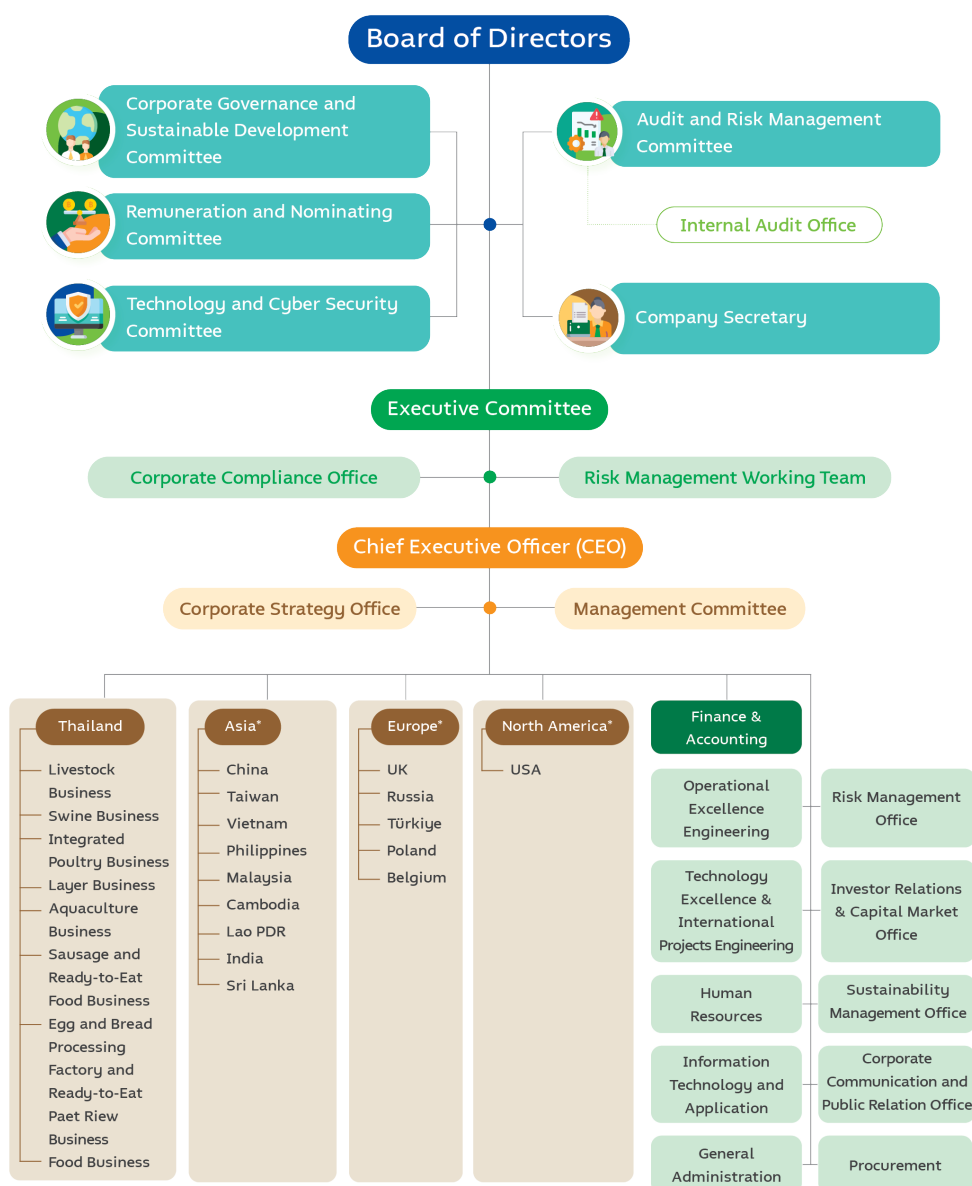 Board of Directors
Corporate Governance and
Sustainable Development
Committee
Remuneration and Nominating
Committee
Technology and Cyber Security
Committee
Audit and Risk Management
Committee
Internal Audit Office
Company Secretary
Executive Committee
Corporate Compliance Office
Risk Management Working Team
Chief Executive Officer (CEO)
Corporate Strategy Office
Management Committee
Thailand
Livestock
Business
Swine Business
Integrated
Poultry Business
Layer Business
Aquaculture
Business
Sausage and
Ready-to-Eat
Food Business
Egg and Bread
Processing
Factory and
Ready-to-Eat
Paet Riew
Business
Food Business
Asia*
China
Taiwan
Vietnam
Philippines
Malaysia
Cambodia
Lao PDR
India
Sri Lanka
Europe*
UK
Russia
Türkiye
Poland
Belgium
North America*
USA
Finance &
Accounting
Operational
Excellence
Engineering
Technology
Excellence &
International
Projects Engineering
Human
Resources
Information
Technology and
Application
General
Administration
Risk Management
Office
Investor Relations
& Capital Market
Office
Sustainability
Management Office
Corporate
Communication and
Public Relation Office
Procurement